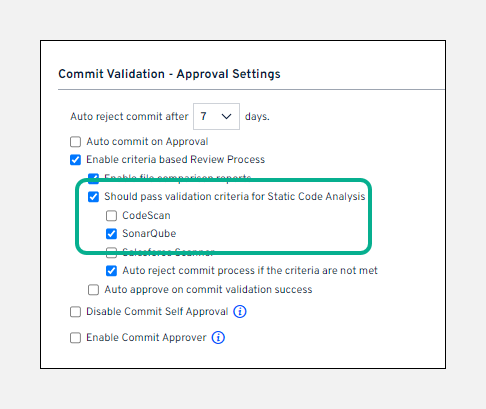 Commit Validation - Approval Settings
Auto reject commit after 7 days.
Auto commit on Approval
Enable criteria based Review Process
Enable file comparison reports
Should pass validation criteria for Static Code Analysis
CodeScan
SonarQube
Salesforce Scanner
Auto reject commit process if the criteria are not met
Auto approve on commit validation success
Disable Commit Self Approval i
Enable Commit Approver i